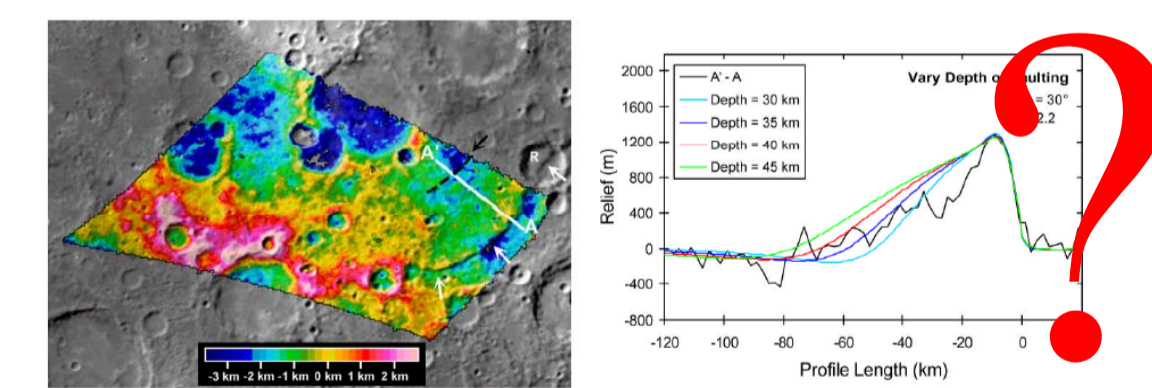 A'
R
A
-3 km -2 km -1 km 0 km 1 km 2 km
2000
1600
1200
800
400
0
-400
-800
Relief (m)
A' - A
Depth = 30 km
Depth = 35 km
Depth = 40 km
Depth = 45 km
Vary Depth o ulting
= 30°
2.2
-120 -100 -80 -60 -40 -20 0
Profile Length (km)
?